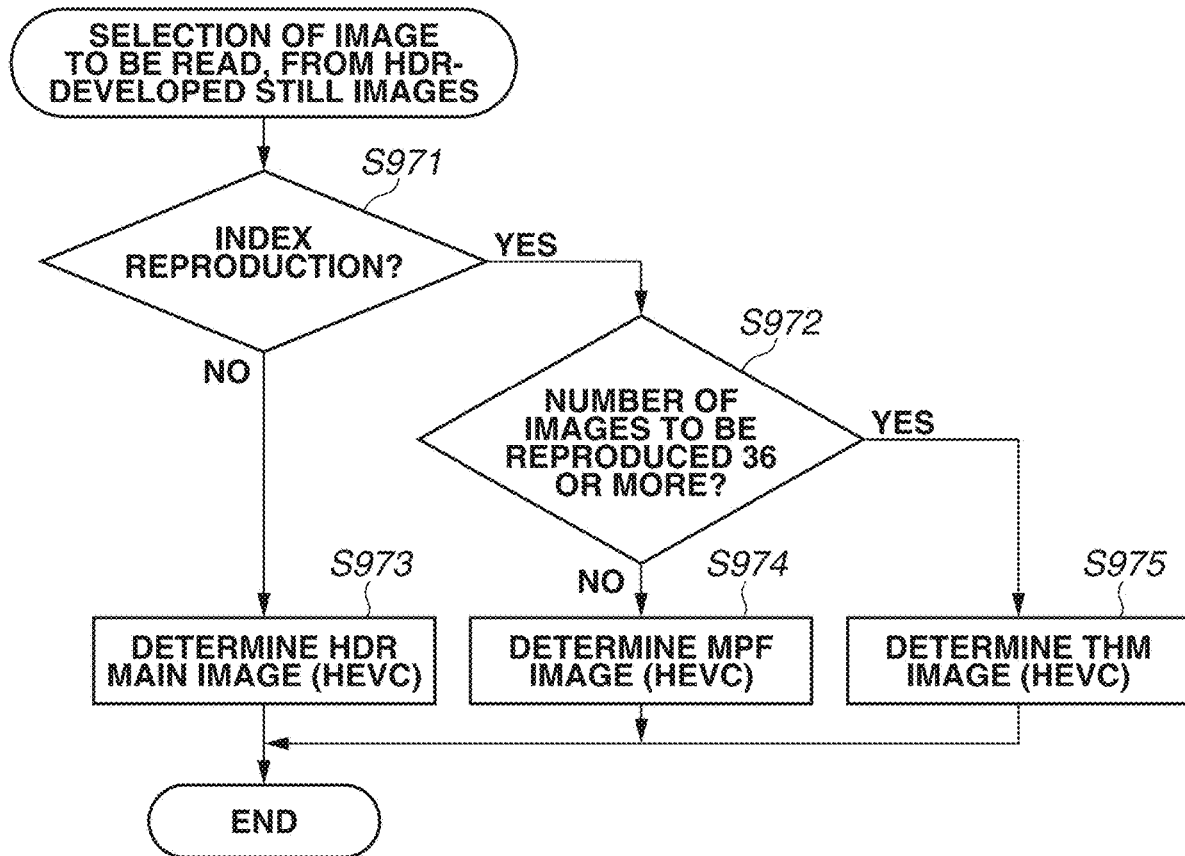 SELECTION OF IMAGE
TO BE READ, FROM HDR-
DEVELOPED STILL IMAGES
S971
INDEX
REPRODUCTION?
YES
NO
S972
NUMBER OF
IMAGES TO BE
REPRODUCED 36
OR MORE?
YES
NO
S973
DETERMINE HDR
MAIN IMAGE (HEVC)
S974
DETERMINE MPF
IMAGE (HEVC)
S975
DETERMINE THM
IMAGE (HEVC)
END